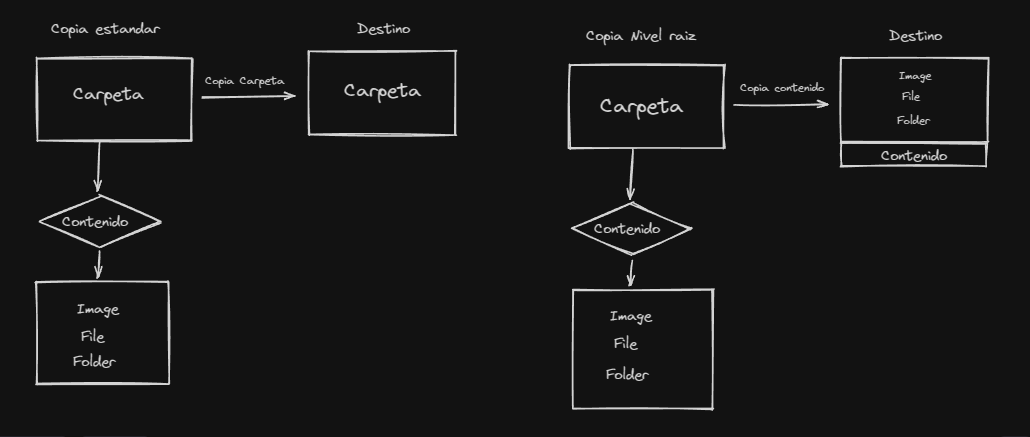 Copia estandar
Destino
Carpeta
Copia Carpeta
Carpeta
Contenido
Image
File
Folder
Copia Nivel raiz
Destino
Carpeta
Copia contenido
Image
File
Folder
Contenido
Contenido
Image
File
Folder